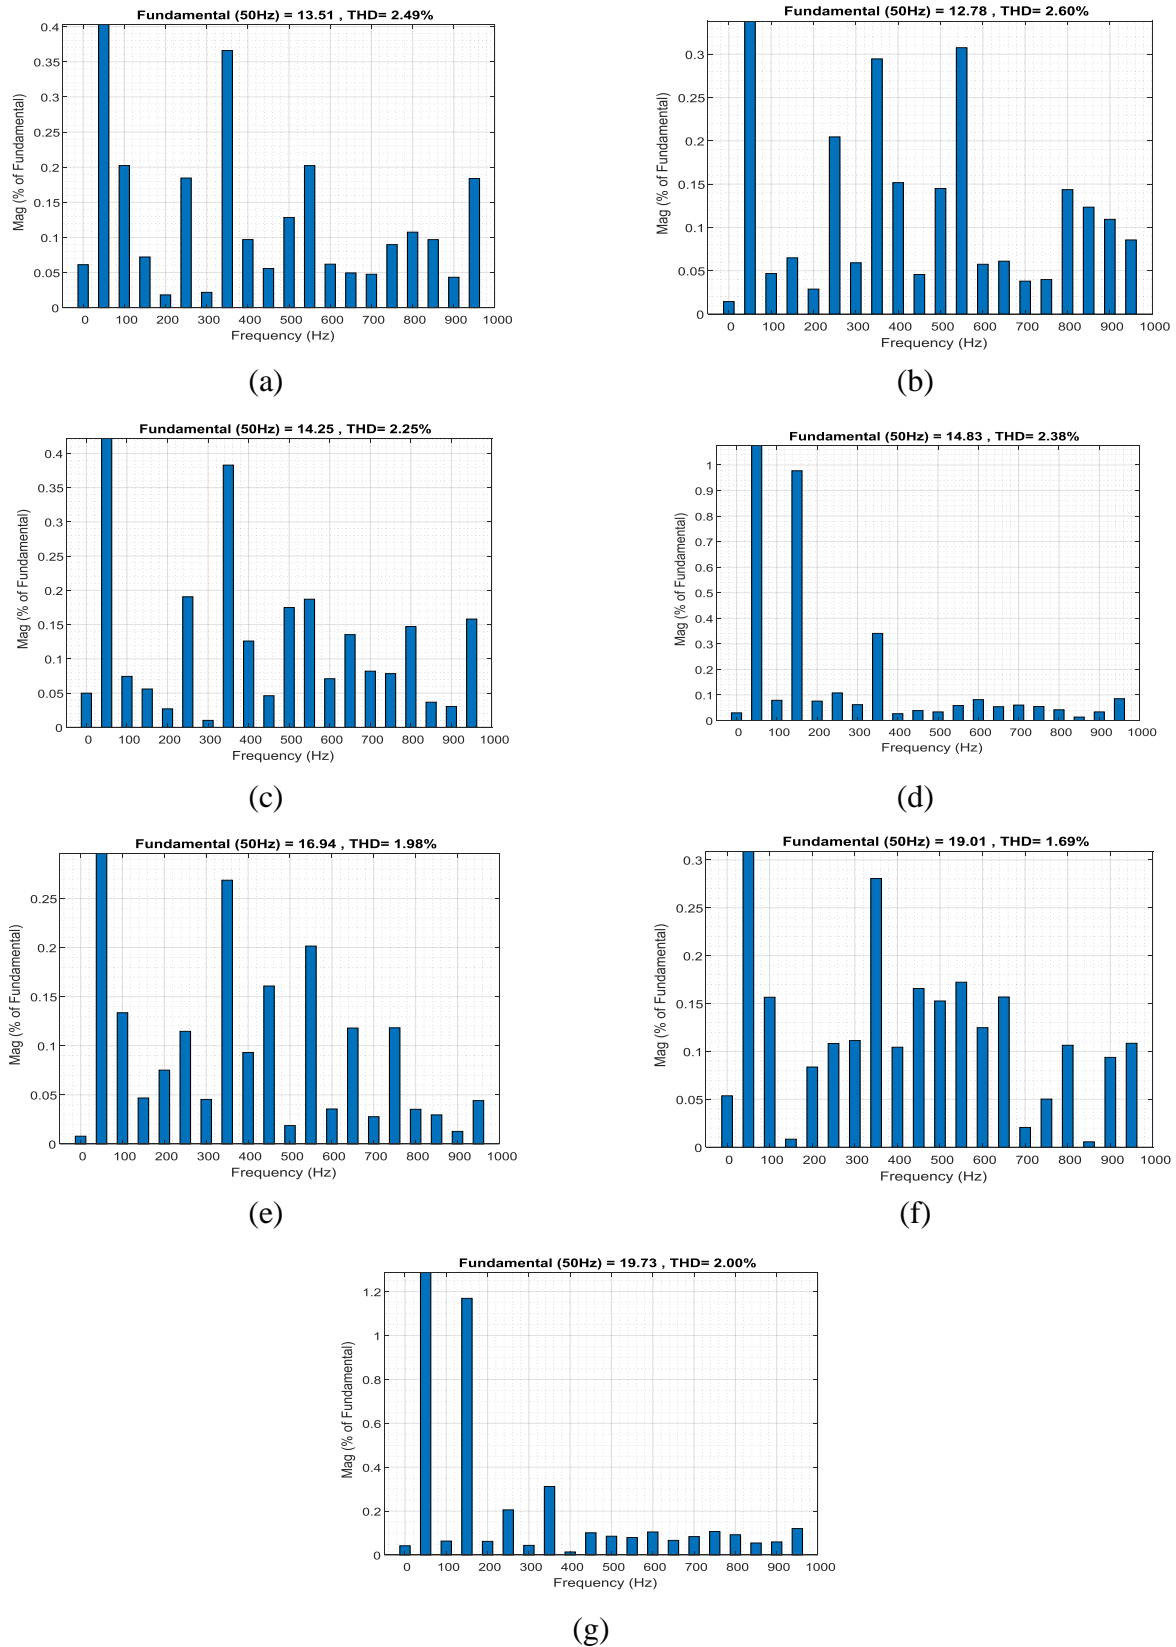 Fundamental (50Hz) = 13.51 , THD= 2.49%
Mag (% of Fundamental)
0.4
0.35
0.3
0.25
0.2
0.15
0.1
0.05
0
0 100 200 300 400 500 600 700 800 900 1000
Frequency (Hz)
(a)
Fundamental (50Hz) = 12.78 , THD= 2.60%
Mag (% of Fundamental)
0.3
0.25
0.2
0.15
0.1
0.05
0
0 100 200 300 400 500 600 700 800 900 1000
Frequency (Hz)
(b)
Fundamental (50Hz) = 14.25 , THD= 2.25%
Mag (% of Fundamental)
0.4
0.35
0.3
0.25
0.2
0.15
0.1
0.05
0
0 100 200 300 400 500 600 700 800 900 1000
Frequency (Hz)
(c)
Fundamental (50Hz) = 14.83 , THD= 2.38%
Mag (% of Fundamental)
1
0.9
0.8
0.7
0.6
0.5
0.4
0.3
0.2
0.1
0
0 100 200 300 400 500 600 700 800 900 1000
Frequency (Hz)
(d)
Fundamental (50Hz) = 16.94 , THD= 1.98%
Mag (% of Fundamental)
0.25
0.2
0.15
0.1
0.05
0
0 100 200 300 400 500 600 700 800 900 1000
Frequency (Hz)
(e)
Fundamental (50Hz) = 19.01 , THD= 1.69%
Mag (% of Fundamental)
0.3
0.25
0.2
0.15
0.1
0.05
0
0 100 200 300 400 500 600 700 800 900 1000
Frequency (Hz)
(f)
Fundamental (50Hz) = 19.73 , THD= 2.00%
Mag (% of Fundamental)
1.2
1
0.8
0.6
0.4
0.2
0
0 100 200 300 400 500 600 700 800 900 1000
Frequency (Hz)
(g)